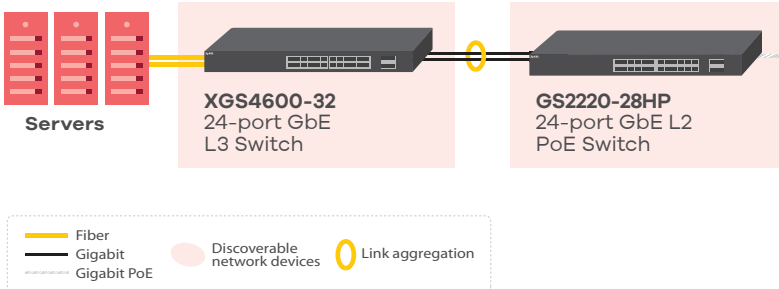 Servers
XGS4600-32
24-port GbE
L3 Switch
GS2220-28HP
24-port GbE L2
PoE Switch
Fiber
Gigabit
Gigabit PoE
Discoverable
network devices
Link aggregation